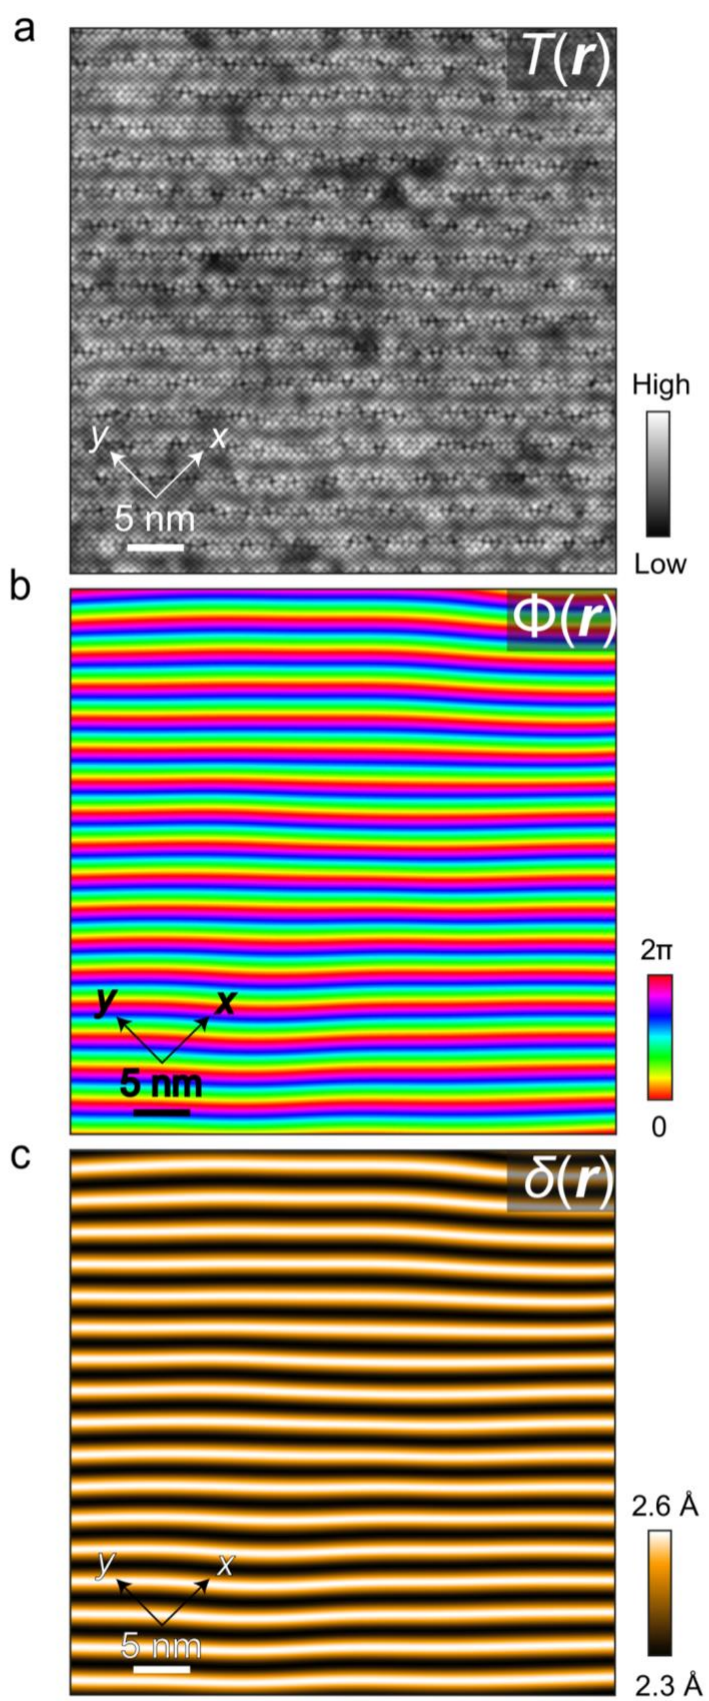 a
T(r)
High
y x
5 nm
Low
b
Φ(r)
2π
y x
5 nm
0
c
δ(r)
2.6 Å
y x
5 nm
2.3 Å